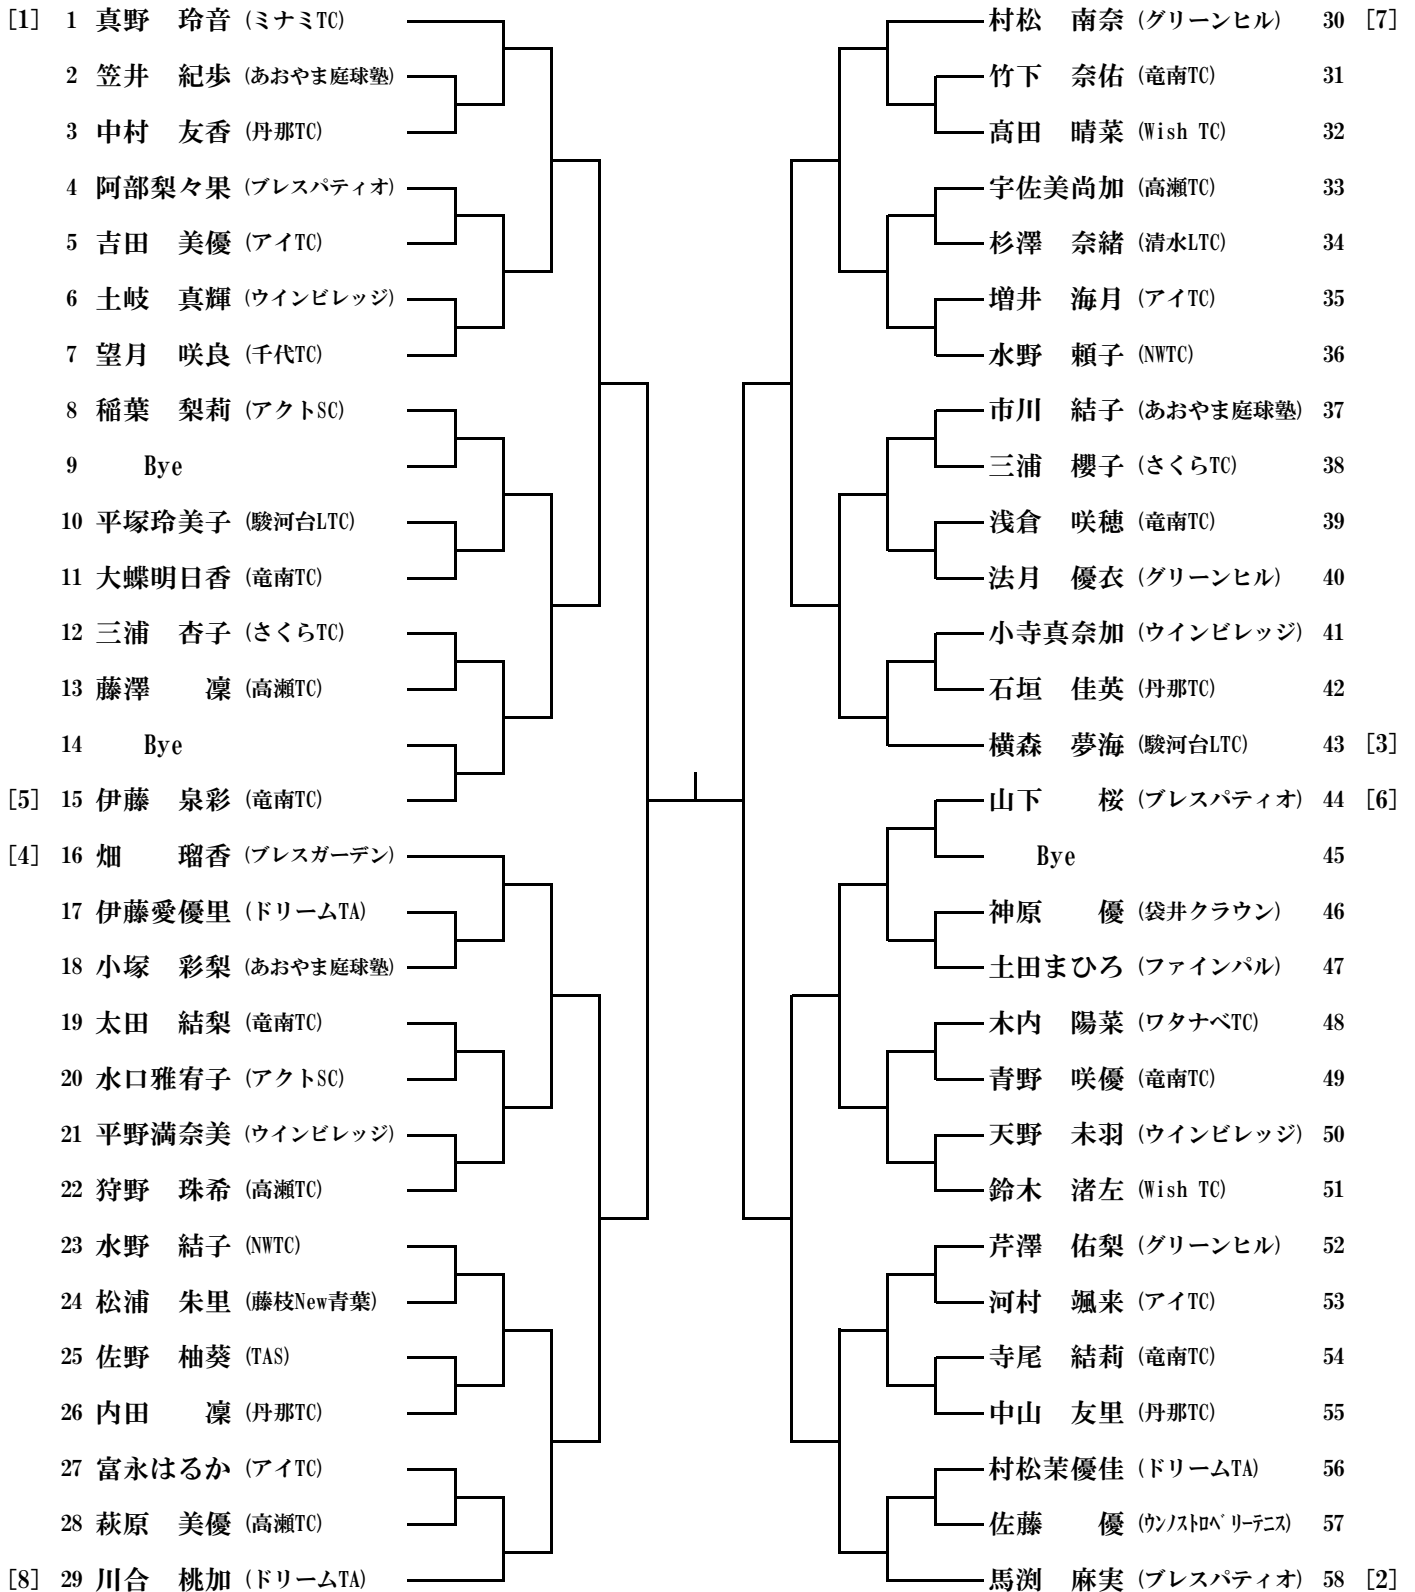 [1] 1 真野　玲音 (ミナミTC)
2 笠井　紀歩 (あおやま庭球塾)
3 中村　友香 (丹那TC)
4 阿部梨々果 (ブレスパティオ)
5 吉田　美優 (アイTC)
6 土岐　真輝 (ウインビレッジ)
7 望月　咲良 (千代TC)
8 稲葉　梨莉 (アクトSC)
9 Bye
10 平塚玲美子 (駿河台LTC)
11 大蝶明日香 (竜南TC)
12 三浦　杏子 (さくらTC)
13 藤澤　　凜 (高瀬TC)
14 Bye
[5] 15 伊藤　泉彩 (竜南TC)
[4] 16 畑　　瑠香 (ブレスガーデン)
17 伊藤愛優里 (ドリームTA)
18 小塚　彩梨 (あおやま庭球塾)
19 太田　結梨 (竜南TC)
20 水口雅宥子 (アクトSC)
21 平野満奈美 (ウインビレッジ)
22 狩野　珠希 (高瀬TC)
23 水野　結子 (NWTC)
24 松浦　朱里 (藤枝New青葉)
25 佐野　柚葵 (TAS)
26 内田　　凜 (丹那TC)
27 富永はるか (アイTC)
28 萩原　美優 (高瀬TC)
[8] 29 川合　桃加 (ドリームTA)
村松　南奈 (グリーンヒル) 30 [7]
竹下　奈佑 (竜南TC) 31
髙田　晴菜 (Wish TC) 32
宇佐美尚加 (高瀬TC) 33
杉澤　奈緒 (清水LTC) 34
増井　海月 (アイTC) 35
水野　頼子 (NWTC) 36
市川　結子 (あおやま庭球塾) 37
三浦　櫻子 (さくらTC) 38
浅倉　咲穂 (竜南TC) 39
法月　優衣 (グリーンヒル) 40
小寺真奈加 (ウインビレッジ) 41
石垣　佳英 (丹那TC) 42
横森　夢海 (駿河台LTC) 43 [3]
山下　　桜 (ブレスパティオ) 44 [6]
Bye 45
神原　　優 (袋井クラウン) 46
土田まひろ (ファインパル) 47
木内　陽菜 (ワタナベTC) 48
青野　咲優 (竜南TC) 49
天野　未羽 (ウインビレッジ) 50
鈴木　渚左 (Wish TC) 51
芹澤　佑梨 (グリーンヒル) 52
河村　颯来 (アイTC) 53
寺尾　結莉 (竜南TC) 54
中山　友里 (丹那TC) 55
村松茉優佳 (ドリームTA) 56
佐藤　　優 (ｳﾝﾉｽﾄﾛﾍﾞﾘｰﾃﾆｽ) 57
馬渕　麻実 (ブレスパティオ) 58 [2]